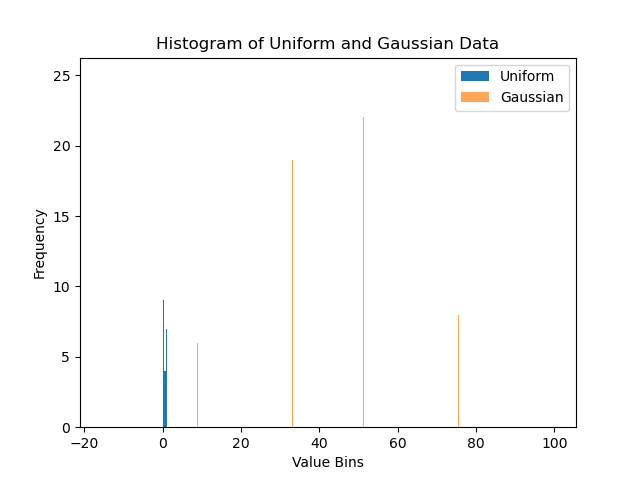 Histogram of Uniform and Gaussian Data
Uniform
Gaussian
Frequency
25
20
15
10
5
0
−20
0
20
40
60
80
100
Value Bins